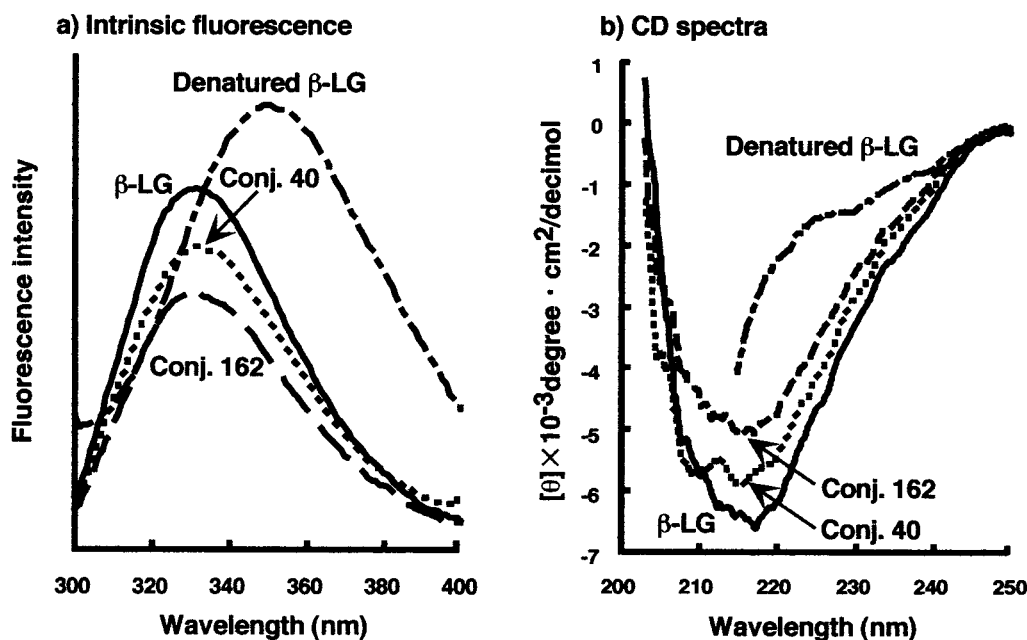 a) Intrinsic fluorescence
Denatured β-LG
β-LG
Conj. 40
Conj. 162
Fluorescence intensity
300 320 340 360 380 400
Wavelength (nm)
b) CD spectra
1
0
-1
-2
-3
-4
-5
-6
-7
Denatured β-LG
Conj. 162
Conj. 40
β-LG
[θ]×10⁻³degree · cm²/decimol
200 210 220 230 240 250
Wavelength (nm)